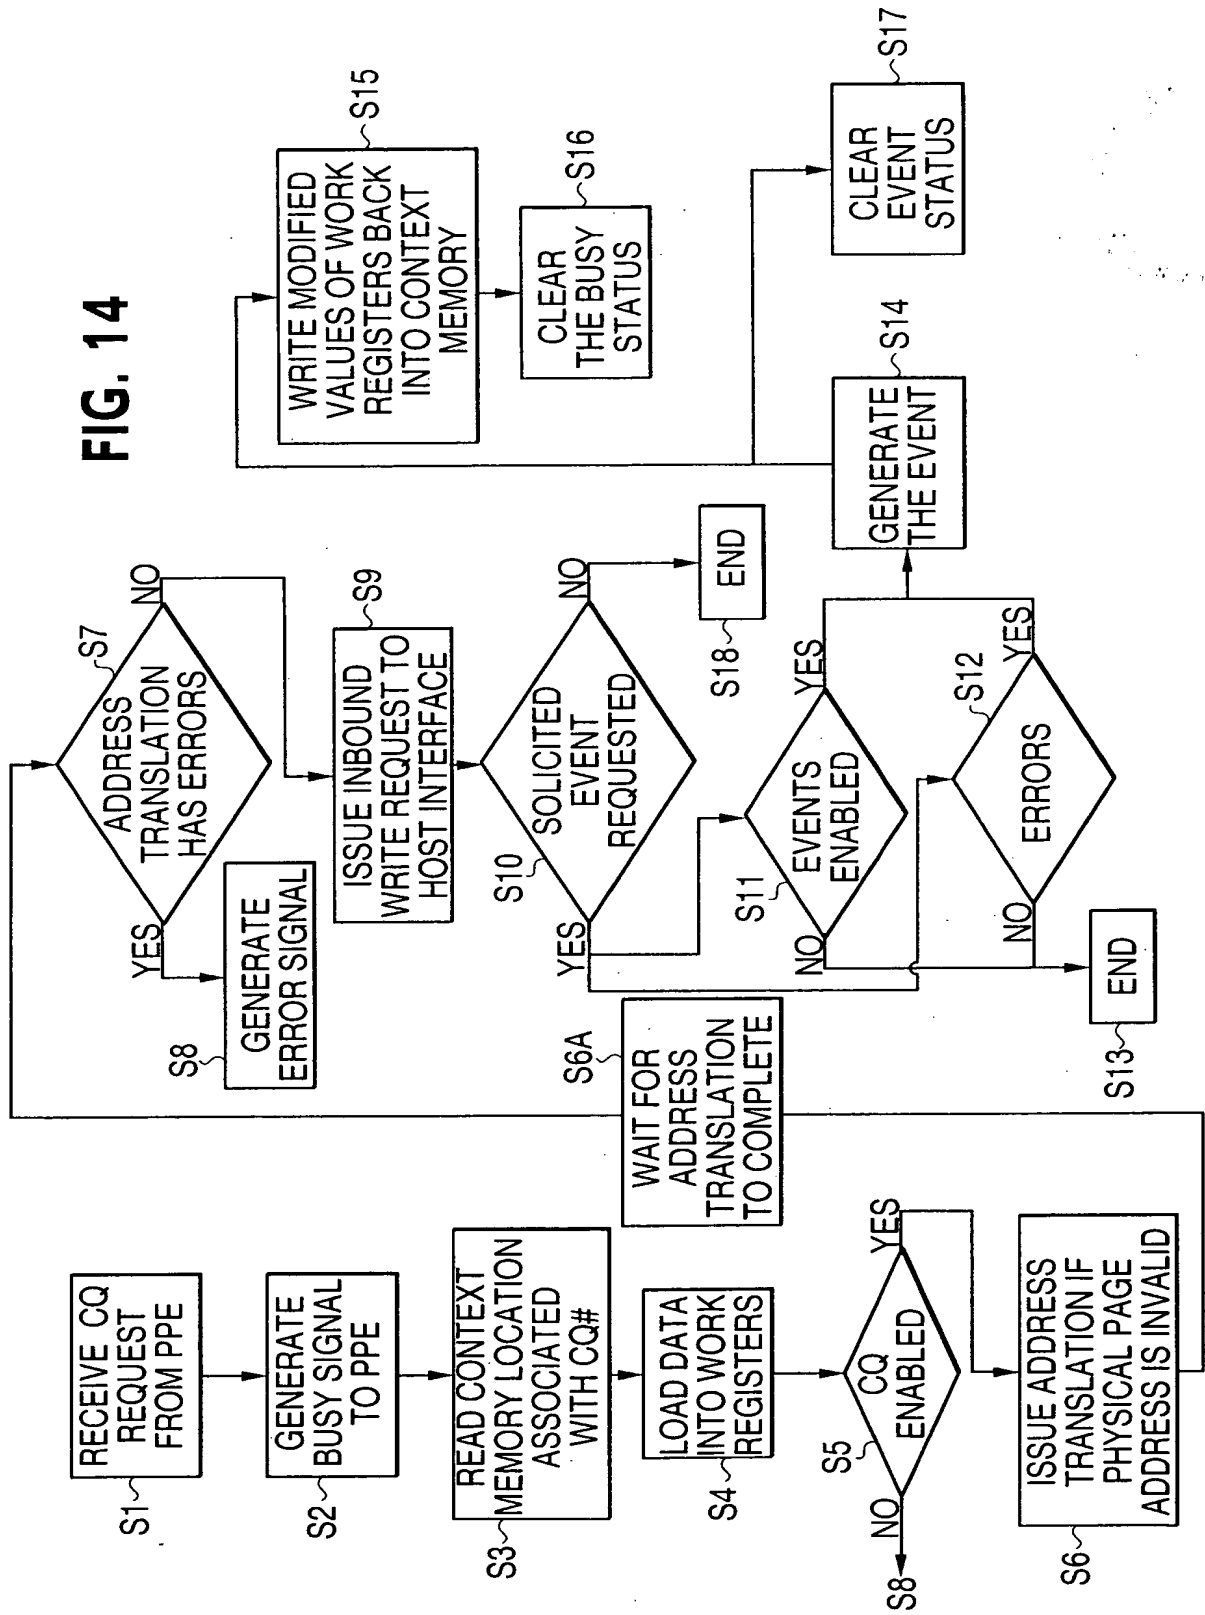 FIG. 14
RECEIVE CQ
REQUEST
FROM PPE
S1
GENERATE
BUSY SIGNAL
TO PPE
S2
READ CONTEXT
MEMORY LOCATION
ASSOCIATED
WITH CQ#
S3
LOAD DATA
INTO WORK
REGISTERS
S4
CQ
ENABLED
S5
YES
NO
S8
ISSUE ADDRESS
TRANSLATION IF
PHYSICAL PAGE
ADDRESS IS INVALID
S6
WAIT FOR
ADDRESS
TRANSLATION
TO COMPLETE
S6A
ADDRESS
TRANSLATION
HAS ERRORS
S7
YES
NO
GENERATE
ERROR SIGNAL
S8
ISSUE INBOUND
WRITE REQUEST TO
HOST INTERFACE
S9
SOLICITED
EVENT
REQUESTED
S10
YES
NO
END
S18
EVENTS
ENABLED
S11
YES
NO
ERRORS
S12
YES
NO
END
S13
GENERATE
THE EVENT
S14
WRITE MODIFIED
VALUES OF WORK
REGISTERS BACK
INTO CONTEXT
MEMORY
S15
CLEAR
THE BUSY
STATUS
S16
CLEAR
EVENT
STATUS
S17